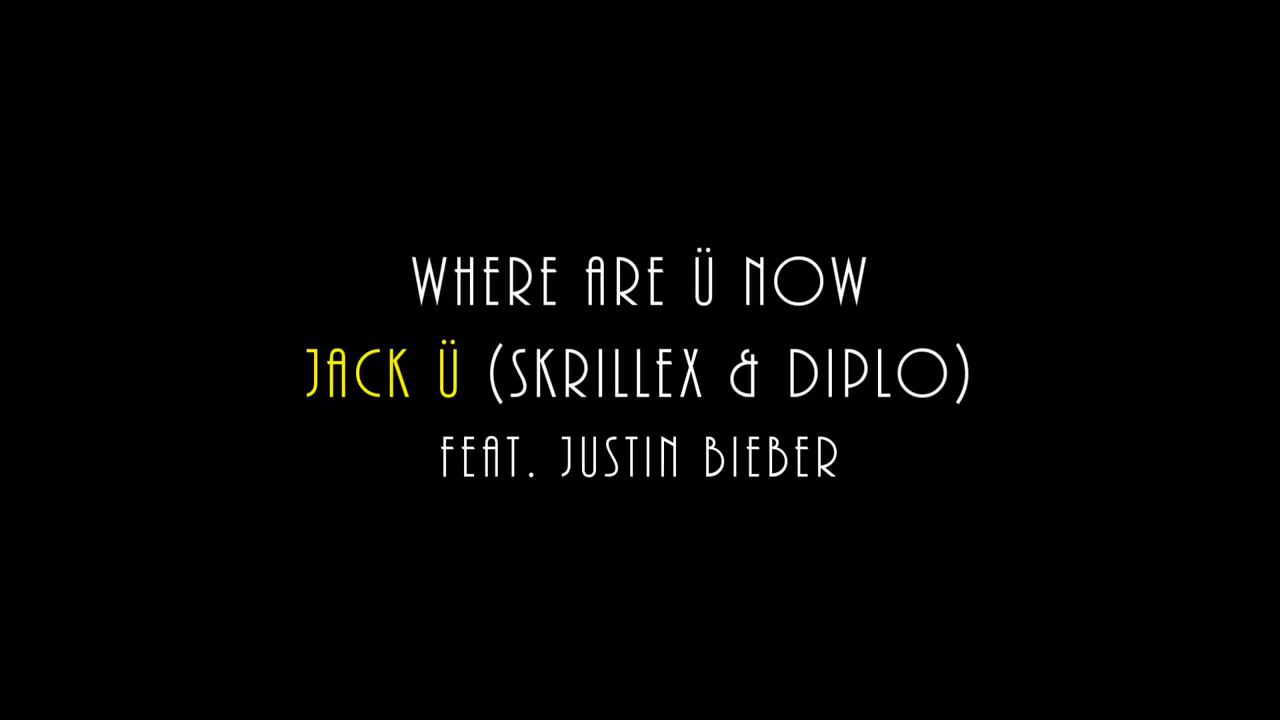 WHERE ARE Ü NOW
JACK Ü (SKRILLEX & DIPLO)
FEAT. JUSTIN BIEBER